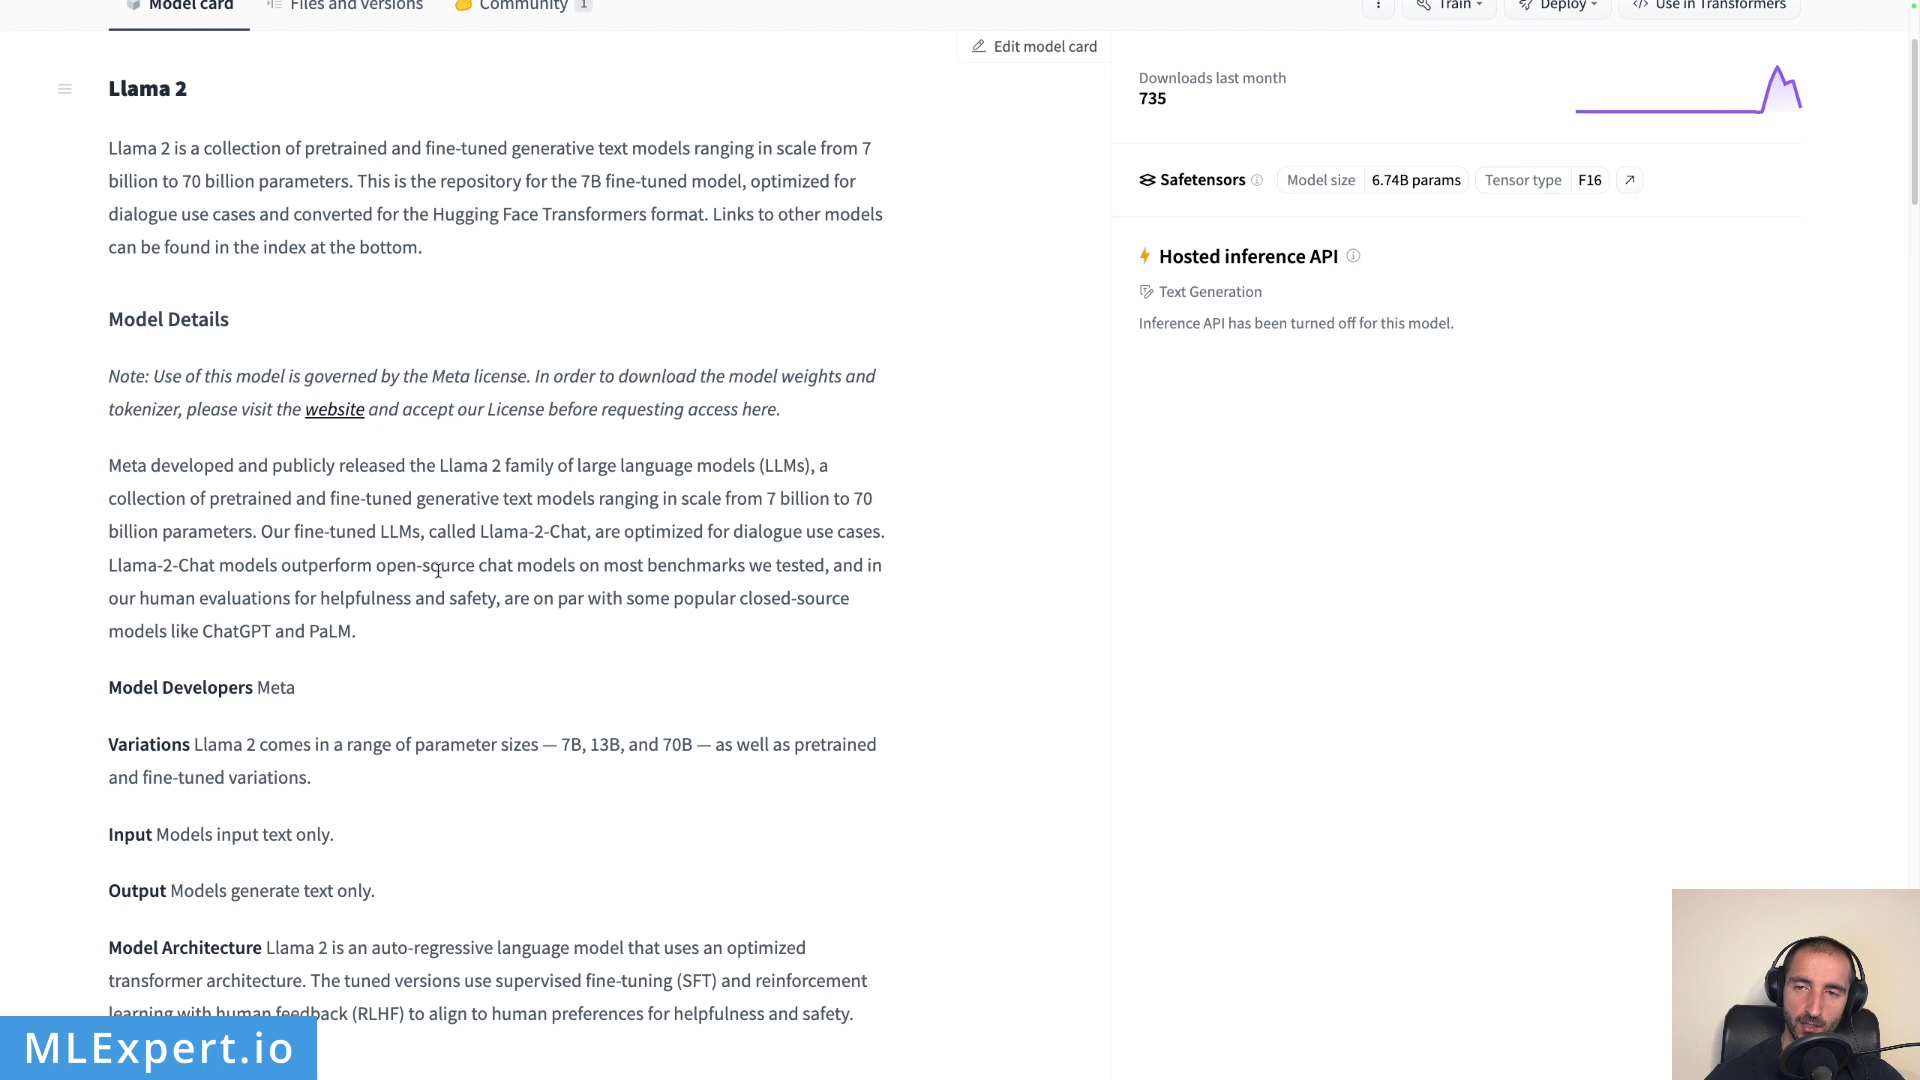 Model card
Files and versions
Community 1
Train
Deploy
</> Use in Transformers
Edit model card
Llama 2
Llama 2 is a collection of pretrained and fine-tuned generative text models ranging in scale from 7
billion to 70 billion parameters. This is the repository for the 7B fine-tuned model, optimized for
dialogue use cases and converted for the Hugging Face Transformers format. Links to other models
can be found in the index at the bottom.
Model Details
Note: Use of this model is governed by the Meta license. In order to download the model weights and
tokenizer, please visit the website and accept our License before requesting access here.
Meta developed and publicly released the Llama 2 family of large language models (LLMs), a
collection of pretrained and fine-tuned generative text models ranging in scale from 7 billion to 70
billion parameters. Our fine-tuned LLMs, called Llama-2-Chat, are optimized for dialogue use cases.
Llama-2-Chat models outperform open-source chat models on most benchmarks we tested, and in
our human evaluations for helpfulness and safety, are on par with some popular closed-source
models like ChatGPT and PaLM.
Model Developers Meta
Variations Llama 2 comes in a range of parameter sizes — 7B, 13B, and 70B — as well as pretrained
and fine-tuned variations.
Input Models input text only.
Output Models generate text only.
Model Architecture Llama 2 is an auto-regressive language model that uses an optimized
transformer architecture. The tuned versions use supervised fine-tuning (SFT) and reinforcement
learning with human feedback (RLHF) to align to human preferences for helpfulness and safety.
Downloads last month
735
Safetensors Model size 6.74B params Tensor type F16
Hosted inference API
Text Generation
Inference API has been turned off for this model.
MLExpert.io